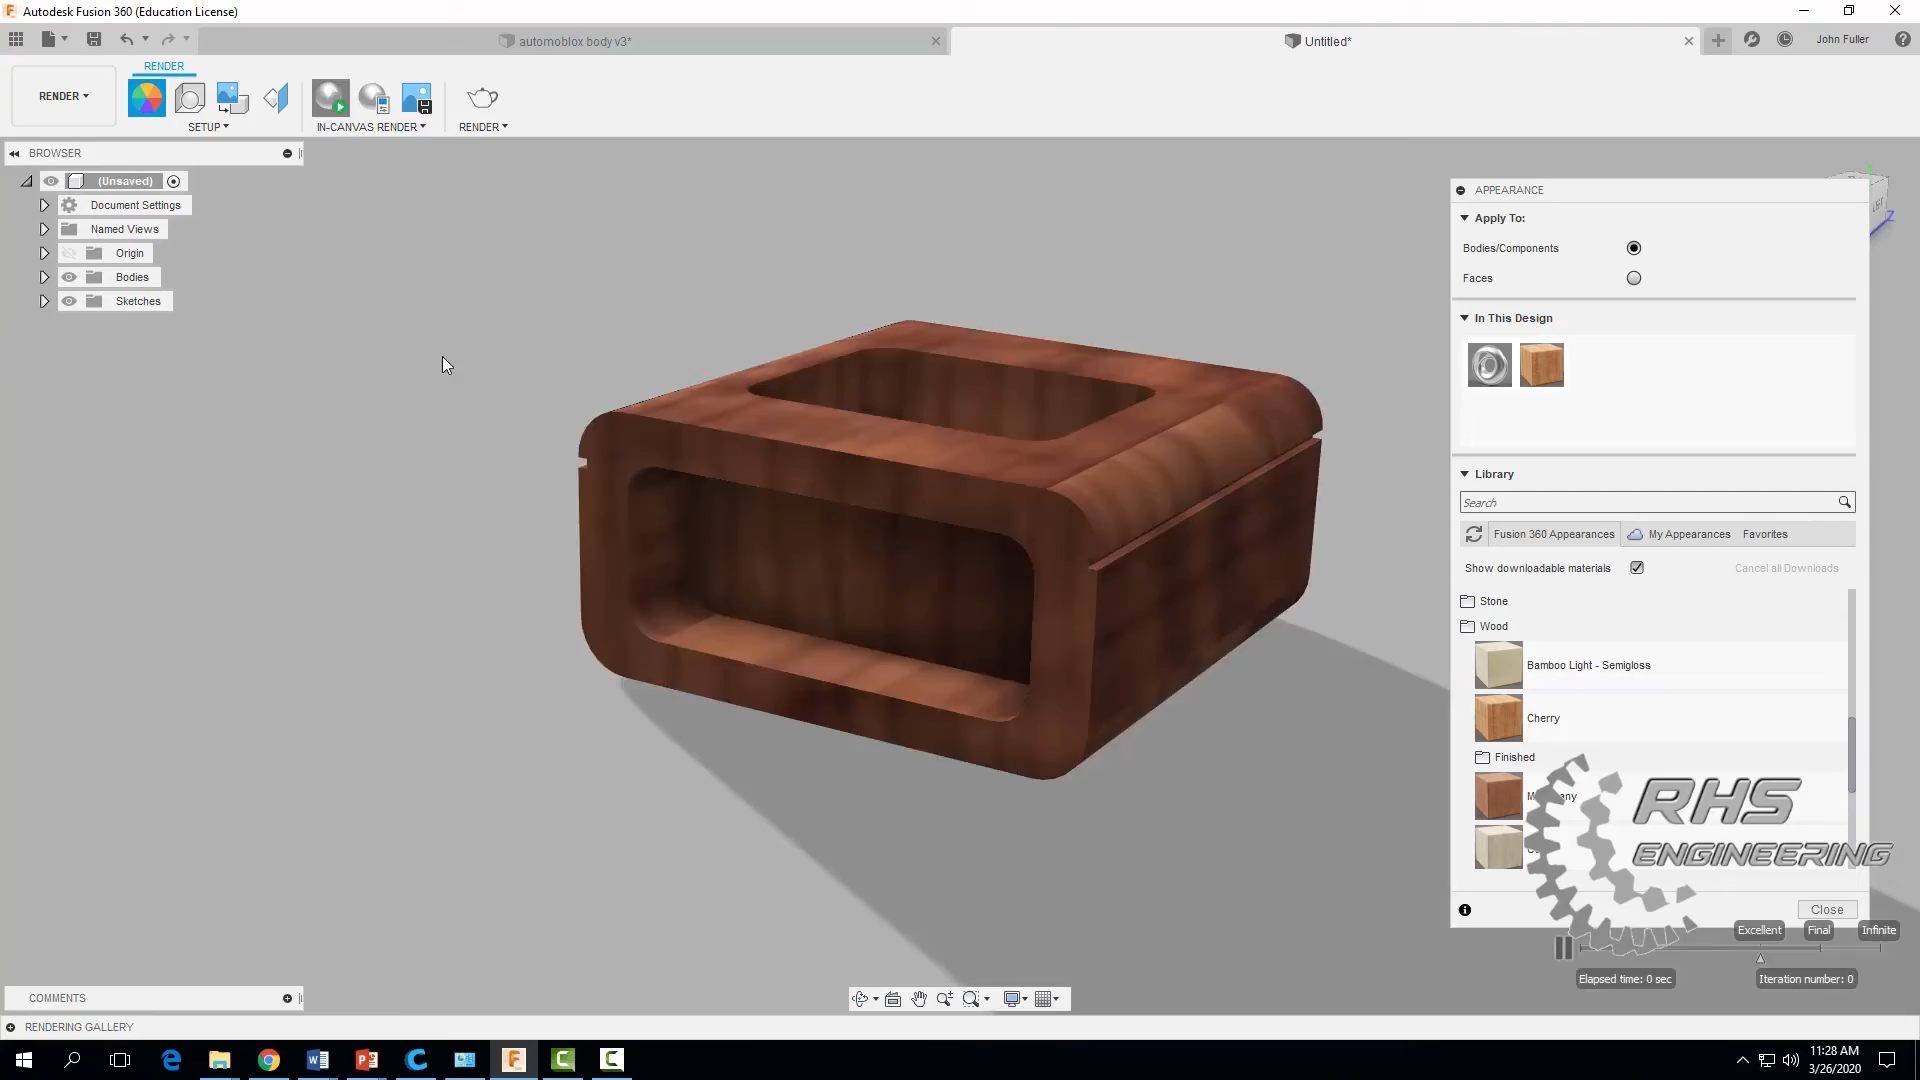 Autodesk Fusion 360 (Education License)
automoblox body v3*
Untitled*
John Fuller
RENDER
RENDER
SETUP
IN-CANVAS RENDER
RENDER
BROWSER
(Unsaved)
Document Settings
Named Views
Origin
Bodies
Sketches
APPEARANCE
Apply To:
Bodies/Components
Faces
In This Design
Library
Search
Fusion 360 Appearances
My Appearances
Favorites
Show downloadable materials
Cancel all Downloads
Stone
Wood
Bamboo Light - Semigloss
Cherry
Finished
RHS
ENGINEERING
Close
Excellent
Final
Infinite
Elapsed time: 0 sec
Iteration number: 0
COMMENTS
RENDERING GALLERY
11:28 AM
3/26/2020